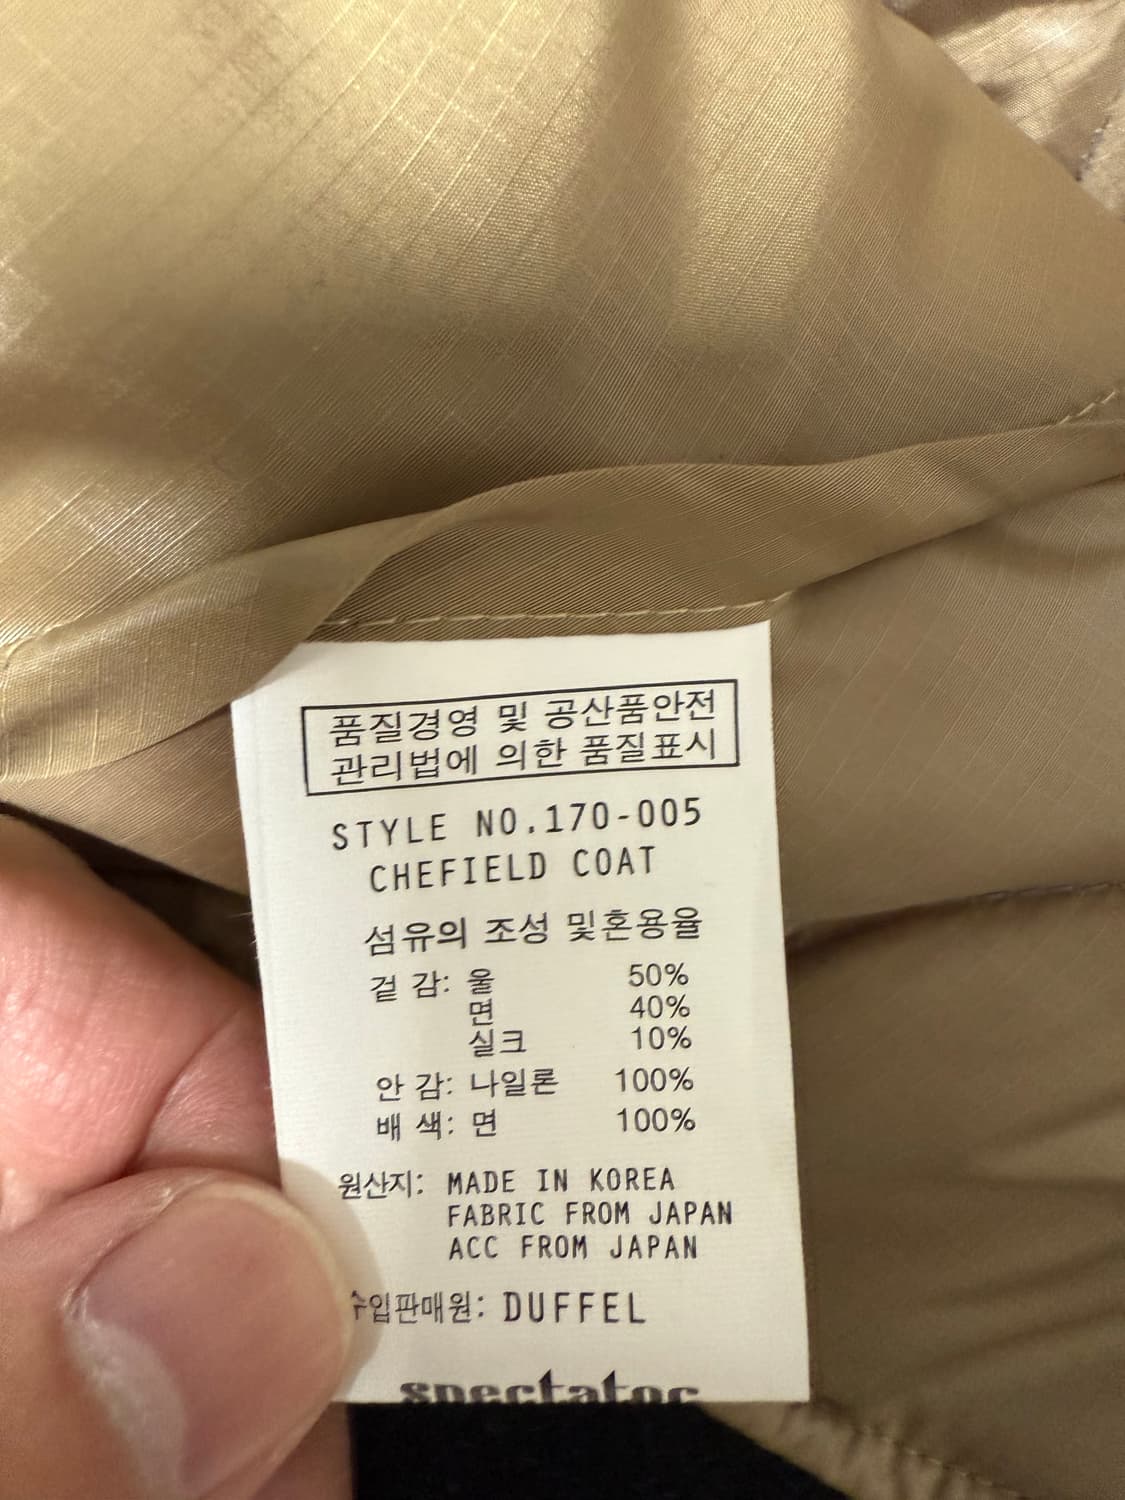 품질경영 및 공산품안전
관리법에 의한 품질표시
STYLE NO.170-005
CHEFIELD COAT
섬유의 조성 및혼용율
겉 감: 울 50%
면 40%
실크 10%
안 감: 나일론 100%
배 색: 면 100%
원산지: MADE IN KOREA
FABRIC FROM JAPAN
ACC FROM JAPAN
수입판매원: DUFFEL
spectator